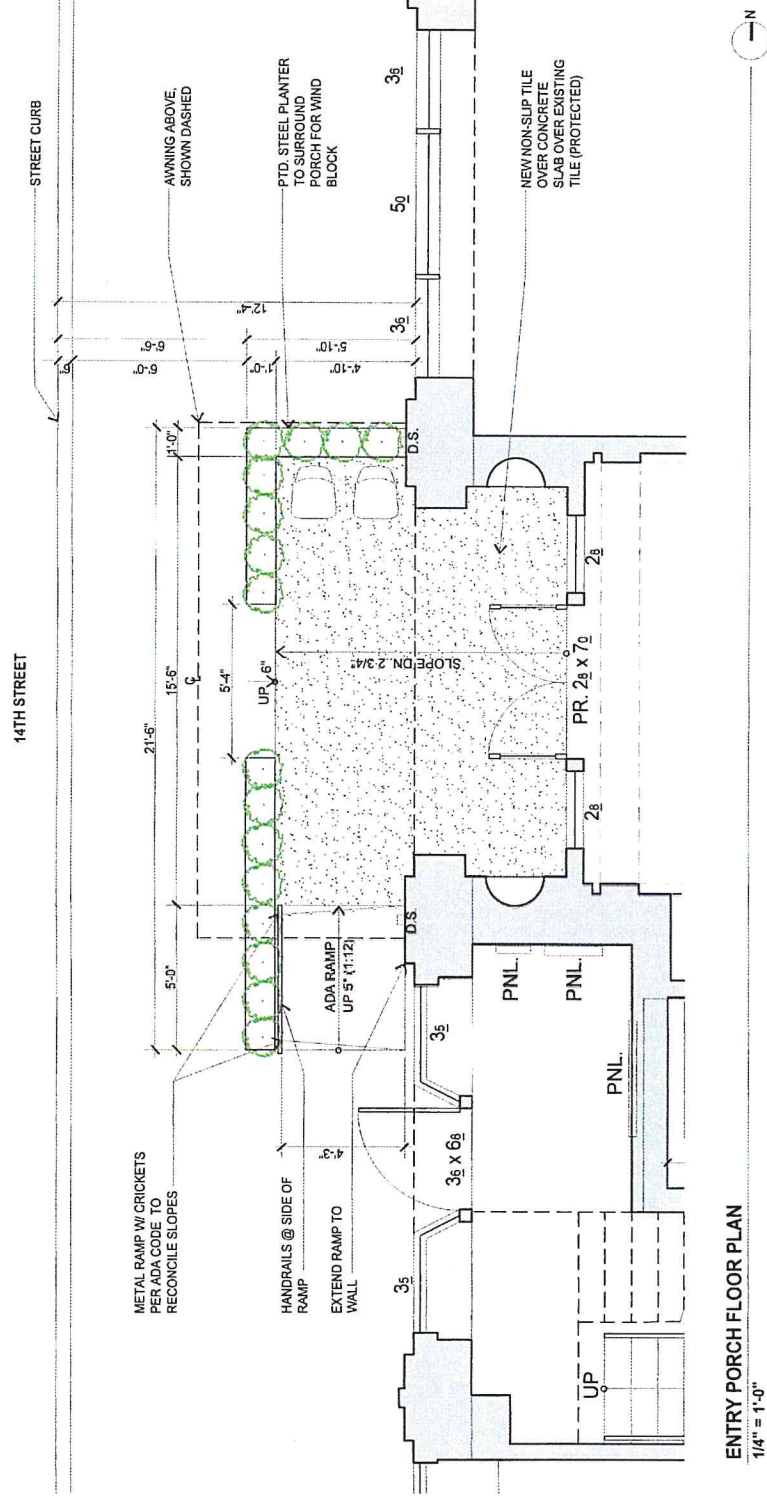 14TH STREET
STREET CURB
AWNING ABOVE,
SHOWN DASHED
PTD. STEEL PLANTER
TO SURROUND
PORCH FOR WIND
BLOCK
NEW NON-SLIP TILE
OVER CONCRETE
SLAB OVER EXISTING
TILE (PROTECTED)
METAL RAMP W/ CRICKETS
PER ADA CODE TO
RECONCILE SLOPES
HANDRAILS @ SIDE OF
RAMP
EXTEND RAMP TO
WALL
21'-6"
5'-0"
15'-6"
1'-0"
℄
5'-4"
UP 6"
6"
6'-0"
1'-0"
4'-10"
6'-6"
5'-10"
12'-4"
SLOPE DN. 2 3/4"
ADA RAMP
UP 5" (1:12)
4'-3"
D.S.
D.S.
36
50
36
35
35
36 x 68
28
PR. 28 x 70
28
PNL.
PNL.
PNL.
UP
ENTRY PORCH FLOOR PLAN
1/4" = 1'-0"
N